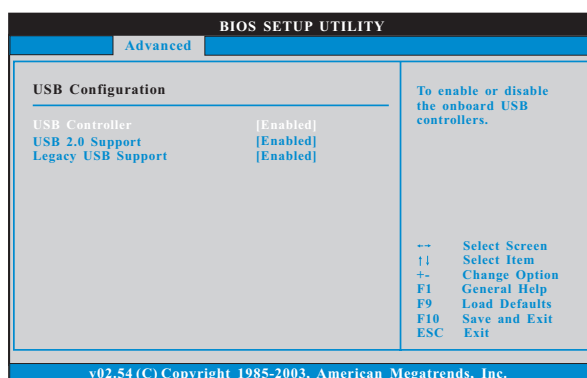 BIOS SETUP UTILITY
Advanced
USB Configuration
USB Controller [Enabled]
USB 2.0 Support [Enabled]
Legacy USB Support [Enabled]
To enable or disable
the onboard USB
controllers.
↔ Select Screen
↑↓ Select Item
+- Change Option
F1 General Help
F9 Load Defaults
F10 Save and Exit
ESC Exit
v02.54 (C) Copyright 1985-2003, American Megatrends, Inc.